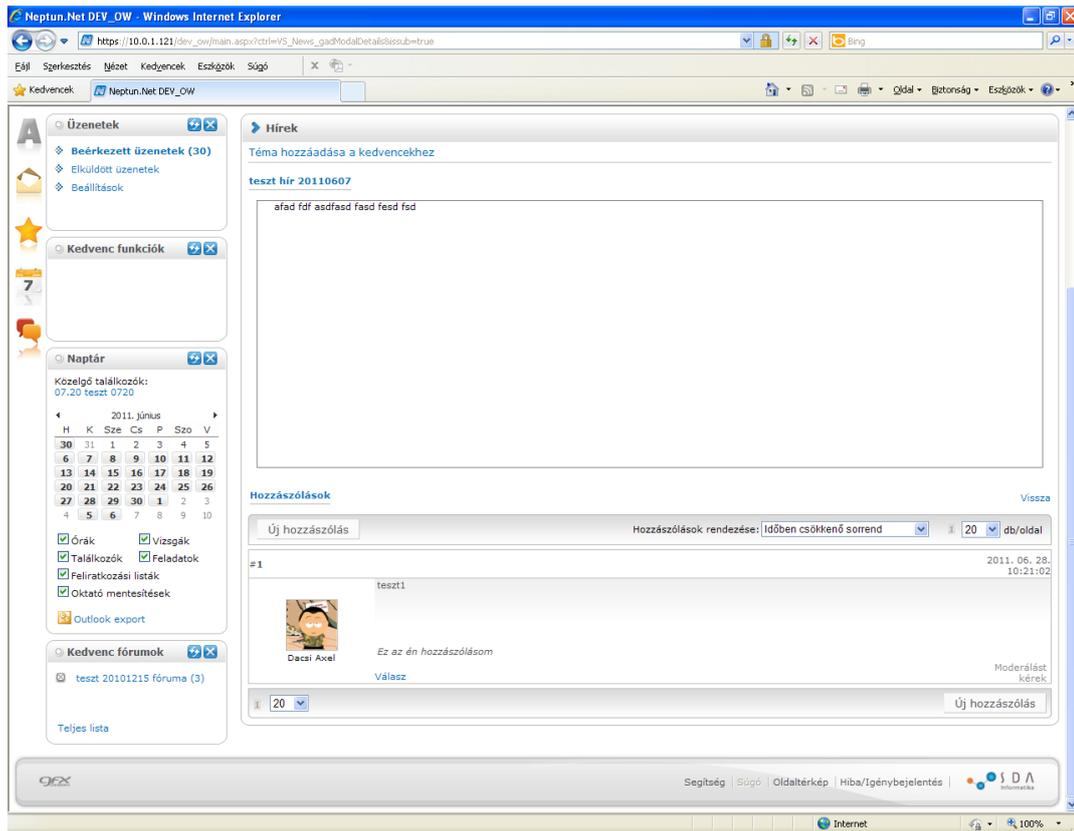 Neptun.Net DEV_OW - Windows Internet Explorer
https://10.0.1.121/dev_ow/main.aspx?ctrl=VS_News_gadModalDetails&issub=true
Bing
Fájl Szerkesztés Nézet Kedvencek Eszközök Súgó
Kedvencek Neptun.Net DEV_OW Oldal Biztonság Eszközök
Üzenetek
Beérkezett üzenetek (30)
Elküldött üzenetek
Beállítások
Kedvenc funkciók
7
Naptár
Közelgő találkozók:
07.20 teszt 0720
2011. június
H K Sze Cs P Szo V
30 31 1 2 3 4 5
6 7 8 9 10 11 12
13 14 15 16 17 18 19
20 21 22 23 24 25 26
27 28 29 30 1 2 3
4 5 6 7 8 9 10
Órák Vizsgák
Találkozók Feladatok
Feliratkozási listák
Oktató mentesítések
Outlook export
Kedvenc fórumok
teszt 20101215 fóruma (3)
Teljes lista
Hírek
Téma hozzáadása a kedvencekhez
teszt hír 20110607
afad fdf asdfasd fasd fesd fsd
Hozzászólások
Vissza
Új hozzászólás Hozzászólások rendezése: Időben csökkenő sorrend 1 20 db/oldal
#1 2011. 06. 28.
10:21:02
teszt1
Dacsi Axel
Ez az én hozzászólásom
Válasz
Moderálást
kérek
1 20 Új hozzászólás
gfx
Segítség Súgó Oldaltérkép Hiba/Igénybejelentés
SDA
Informatika
Internet 100%